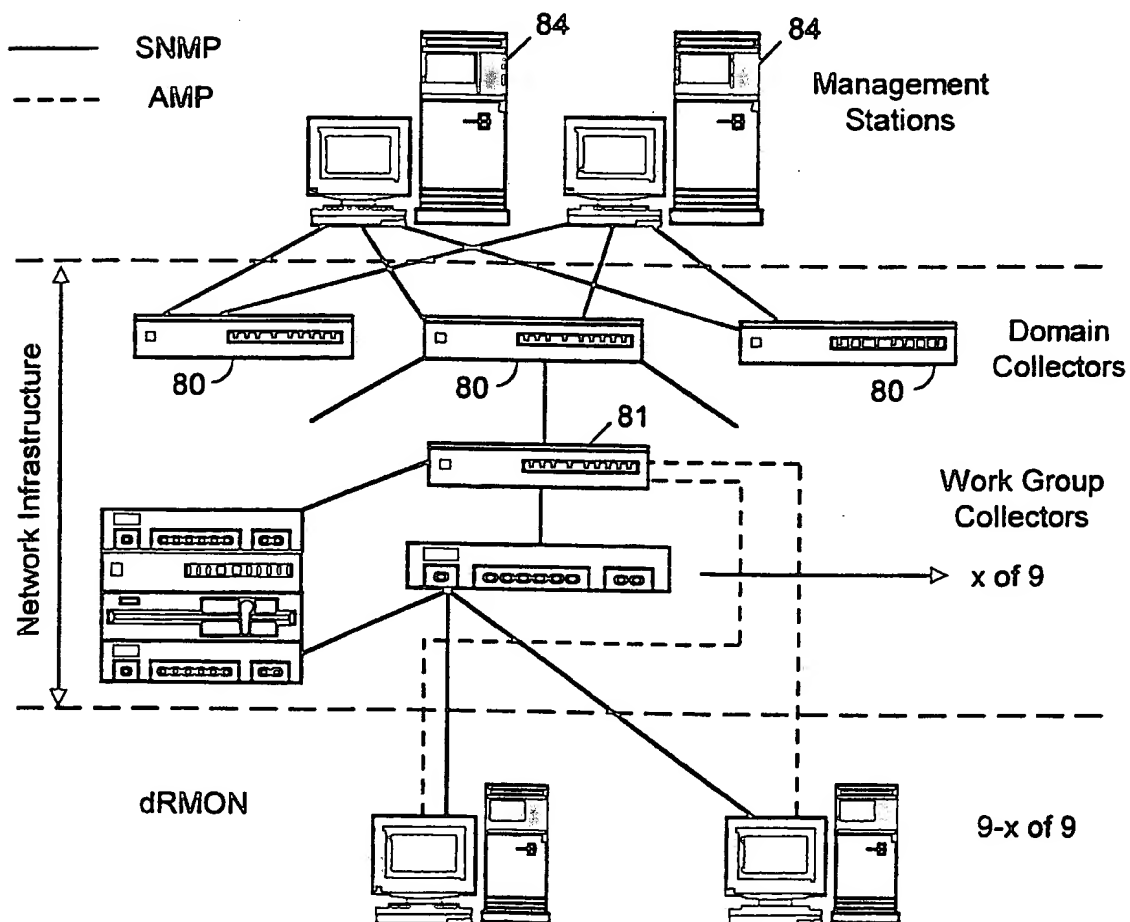 SNMP
AMP
84
84
Management
Stations
Network Infrastructure
80
80
80
Domain
Collectors
81
Work Group
Collectors
x of 9
dRMON
9-x of 9